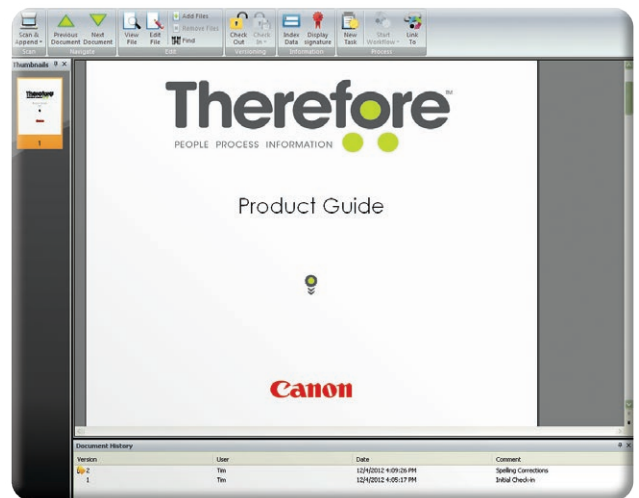 Scan & Append
Previous Document
Next Document
View File
Edit File
Add Files
Remove Files
Find
Check Out
Check In
Index Data
Display signature
New Task
Start Workflow
Link To
Scan
Navigate
Edit
Versioning
Information
Process
Thumbnails
Therefore
1
Therefore™
PEOPLE PROCESS INFORMATION
Product Guide
Canon
Document History
Version User Date Comment
2 Tim 12/4/2012 4:09:26 PM Spelling Corrections
1 Tim 12/4/2012 4:05:17 PM Initial Check-in